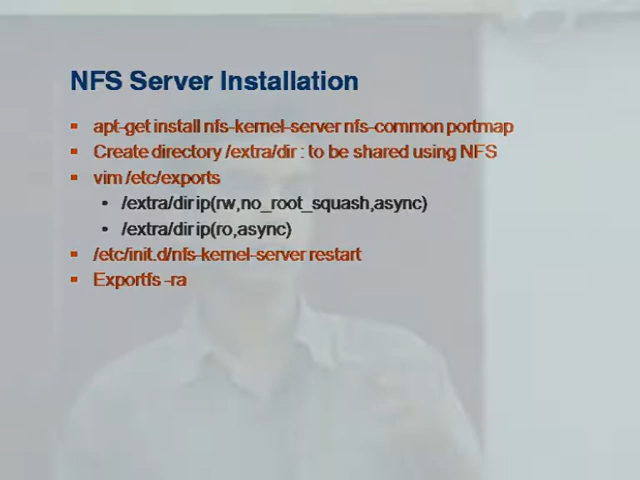 NFS Server Installation
apt-get install nfs-kernel-server nfs-common portmap
Create directory /extra/dir : to be shared using NFS
vim /etc/exports
/extra/dir ip(rw,no_root_squash,async)
/extra/dir ip(ro,async)
/etc/init.d/nfs-kernel-server restart
Exportfs -ra